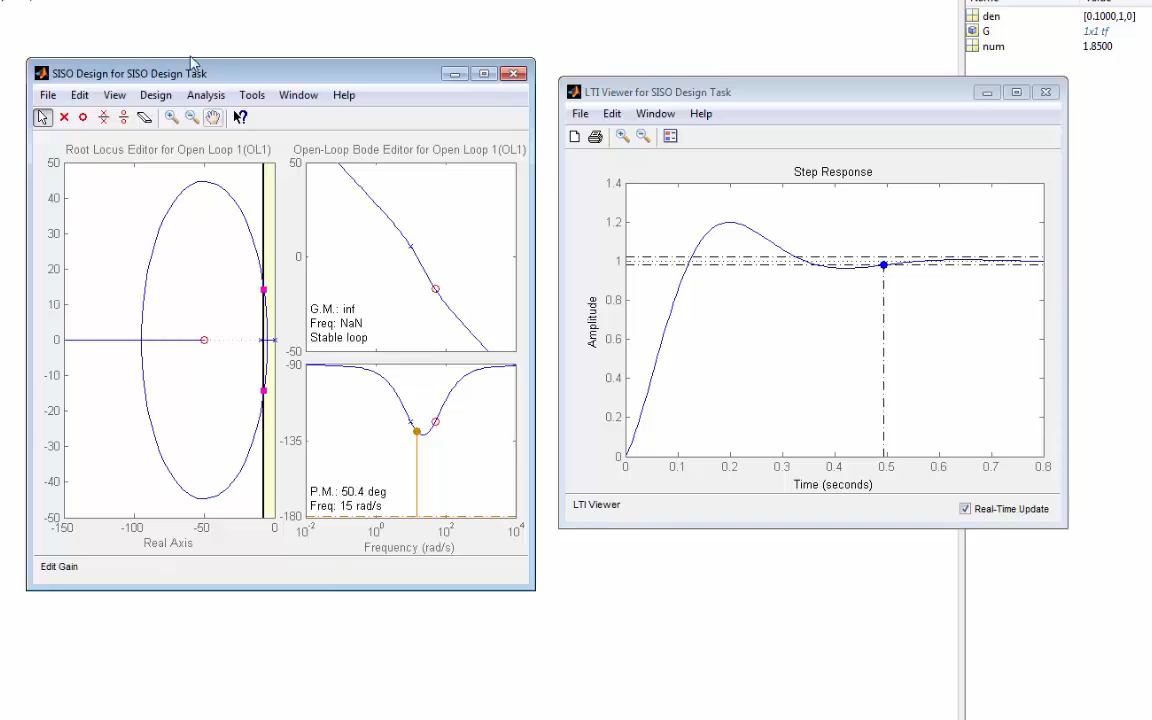 den [0.1000,1,0]
G 1x1 tf
num 1.8500
SISO Design for SISO Design Task
File Edit View Design Analysis Tools Window Help
Root Locus Editor for Open Loop 1(OL1)
50
40
30
20
10
0
-10
-20
-30
-40
-50
-150 -100 -50 0
Real Axis
Open-Loop Bode Editor for Open Loop 1(OL1)
50
0
-50
G.M.: inf
Freq: NaN
Stable loop
-90
-135
-180
P.M.: 50.4 deg
Freq: 15 rad/s
10-2 100 102 104
Frequency (rad/s)
Edit Gain
LTI Viewer for SISO Design Task
File Edit Window Help
Step Response
1.4
1.2
1
0.8
0.6
0.4
0.2
0
Amplitude
0 0.1 0.2 0.3 0.4 0.5 0.6 0.7 0.8
Time (seconds)
LTI Viewer
Real-Time Update